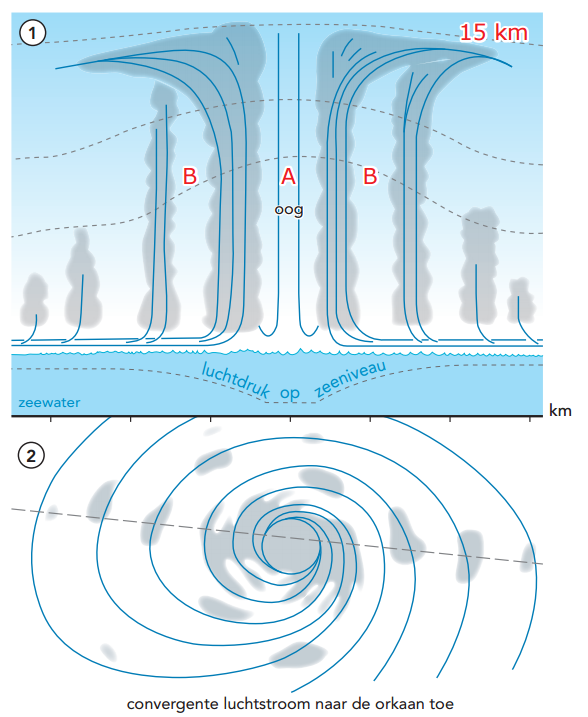 1
15 km
B
A
B
oog
luchtdruk op zeeniveau
zeewater
km
2
convergente luchtstroom naar de orkaan toe